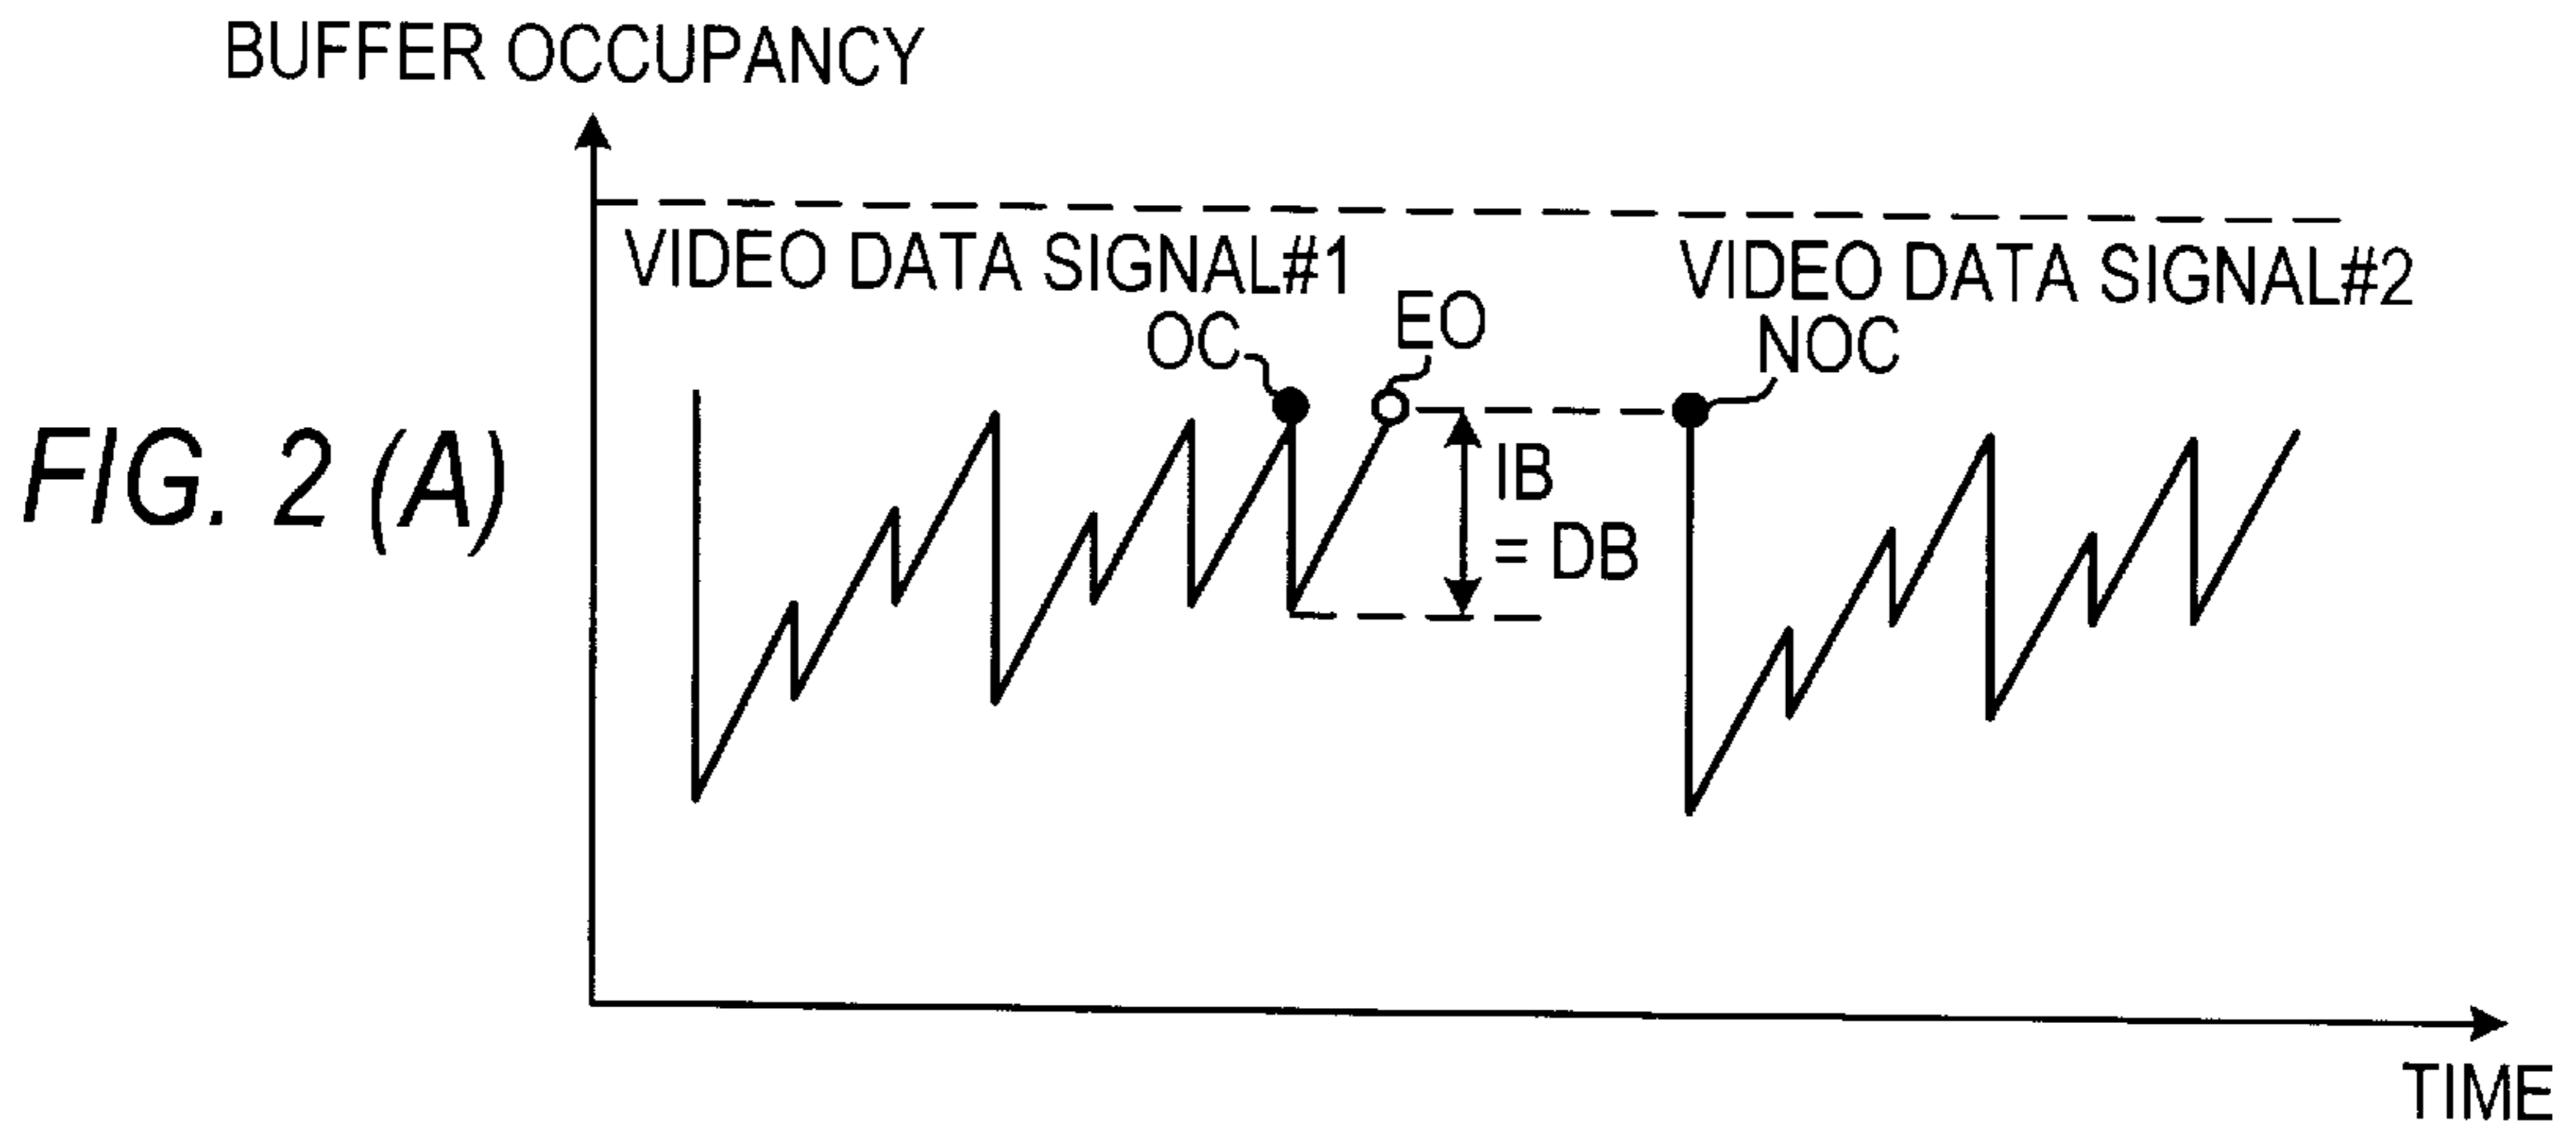 BUFFER OCCUPANCY
VIDEO DATA SIGNAL#1
VIDEO DATA SIGNAL#2
OC
EO
NOC
FIG. 2 (A)
IB
= DB
TIME